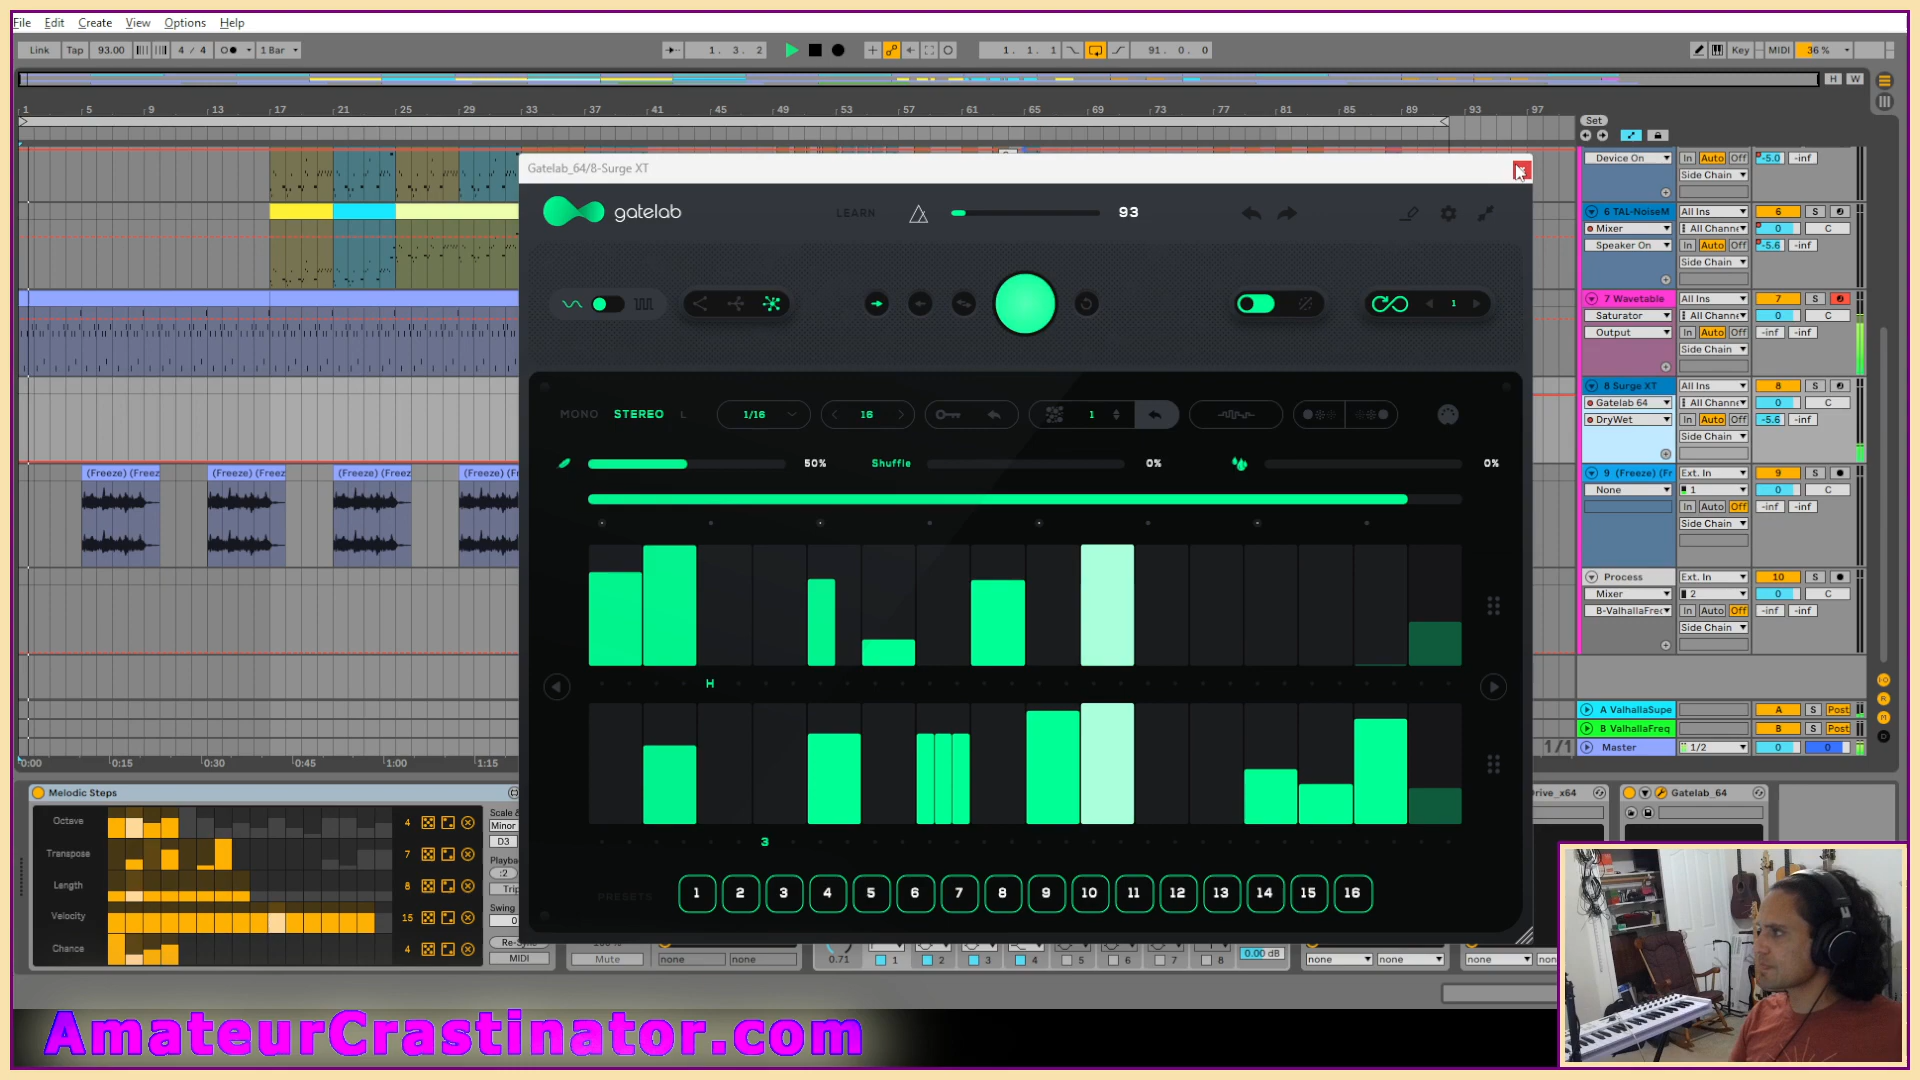 File Edit Create View Options Help
Link Tap 93.00 4 / 4 1 Bar 1. 3. 2 1. 1. 1 91. 0. 0 Key MIDI 36 %
H W
1 5 9 13 17 21 25 29 33 37 41 45 49 53 57 61 65 69 73 77 81 85 89 93 97
Set
Gatelab_64/8-Surge XT
gatelab LEARN 93
1
MONO STEREO L 1/16 16 1
50% Shuffle 0% 0%
H
3
PRESETS 1 2 3 4 5 6 7 8 9 10 11 12 13 14 15 16
(Freeze) (Freez (Freeze) (Freez (Freeze) (Freez (Freeze) (Fr
0:00 0:15 0:30 0:45 1:00 1:15
Device On In Auto Off -5.0 -inf
Side Chain
6 TAL-NoiseM All Ins 6 S
Mixer All Channe 0 C
Speaker On In Auto Off -5.6 -inf
Side Chain
7 Wavetable All Ins 7 S
Saturator All Channe 0 C
Output In Auto Off -inf -inf
Side Chain
8 Surge XT All Ins 8 S
Gatelab 64 All Channe 0 C
DryWet In Auto Off -5.6 -inf
Side Chain
9 (Freeze) (Fr Ext. In 9 S
None 1 0 C
In Auto Off -inf -inf
Side Chain
Process Ext. In 10 S
Mixer 2 0 C
B-ValhallaFrec In Auto Off -inf -inf
Side Chain
A ValhallaSupe A S Post
B ValhallaFreq B S Post
1/1 Master 1/2 0 0
Melodic Steps
Octave 4
Transpose 7
Length 8
Velocity 15
Chance 4
Scale &
Minor
D3
Playba
:2
Trip
Swing
0
Re-Sy
MIDI
Mute none none 0.71 1 2 3 4 5 6 7 8 0.00 dB none none none non
rive_x64 Gatelab_64
AmateurCrastinator.com